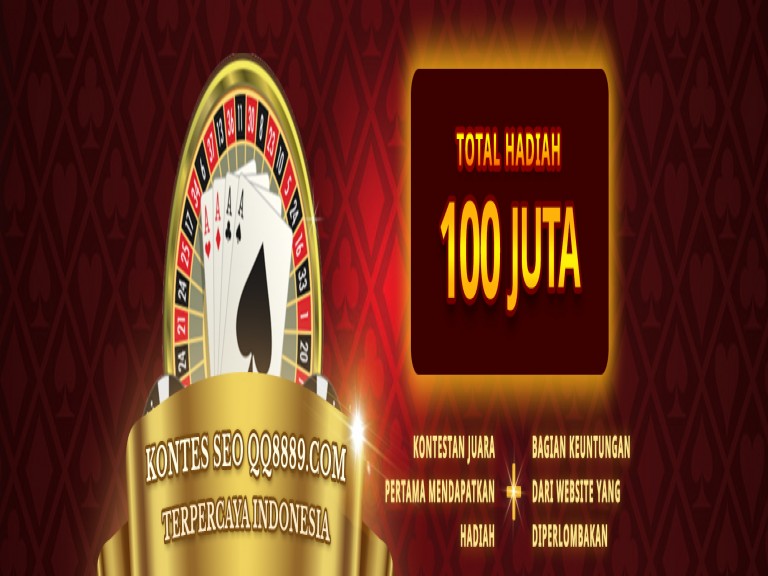 KONTES SEO QQ8889.COM
TERPERCAYA INDONESIA
TOTAL HADIAH
100 JUTA
KONTESTAN JUARA
PERTAMA MENDAPATKAN
HADIAH
+
BAGIAN KEUNTUNGAN
DARI WEBSITE YANG
DIPERLOMBAKAN